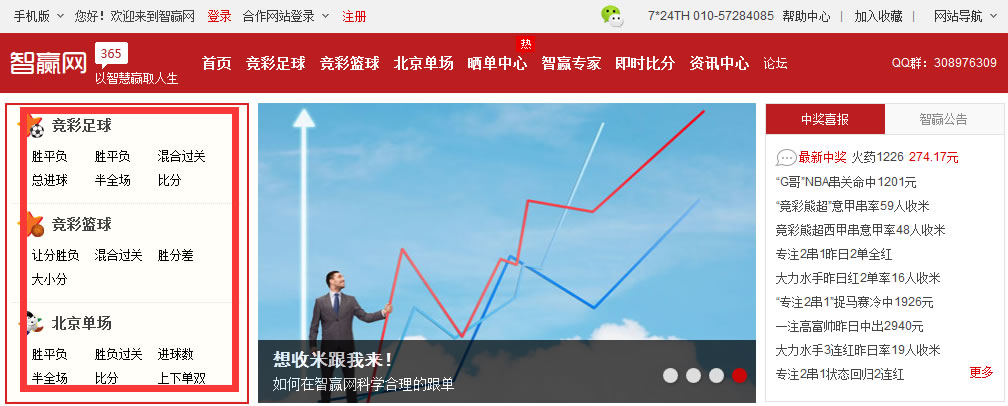 手机版 您好！欢迎来到智赢网 登录 合作网站登录 注册 7*24TH 010-57284085 帮助中心 | 加入收藏 | 网站导航
智赢网 365
以智慧赢取人生
首页 竞彩足球 竞彩篮球 北京单场 晒单中心 热 智赢专家 即时比分 资讯中心 论坛 QQ群：308976309
竞彩足球
胜平负 胜平负 混合过关
总进球 半全场 比分
竞彩篮球
让分胜负 混合过关 胜分差
大小分
北京单场
胜平负 胜负过关 进球数
半全场 比分 上下单双
想收米跟我来！
如何在智赢网科学合理的跟单
中奖喜报 智赢公告
最新中奖 火药1226 274.17元
“G哥”NBA串关命中1201元
“竞彩熊超”意甲串率59人收米
竞彩熊超西甲串意甲率48人收米
专注2串1昨日2单全红
大力水手昨日红2单率16人收米
“专注2串1”捉马赛冷中1926元
一注高富帅昨日中出2940元
大力水手3连红昨日率19人收米
专注2串1状态回归2连红 更多